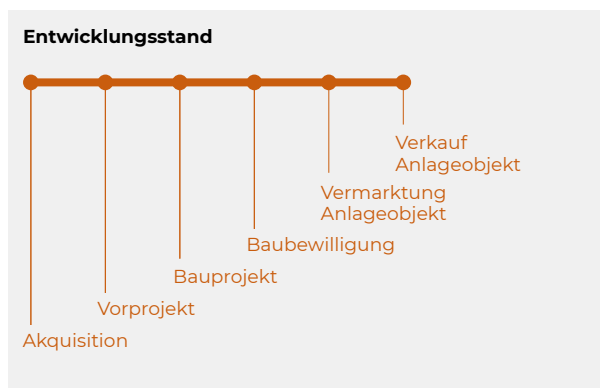 Entwicklungsstand
Verkauf
Anlageobjekt
Vermarktung
Anlageobjekt
Baubewilligung
Bauprojekt
Vorprojekt
Akquisition